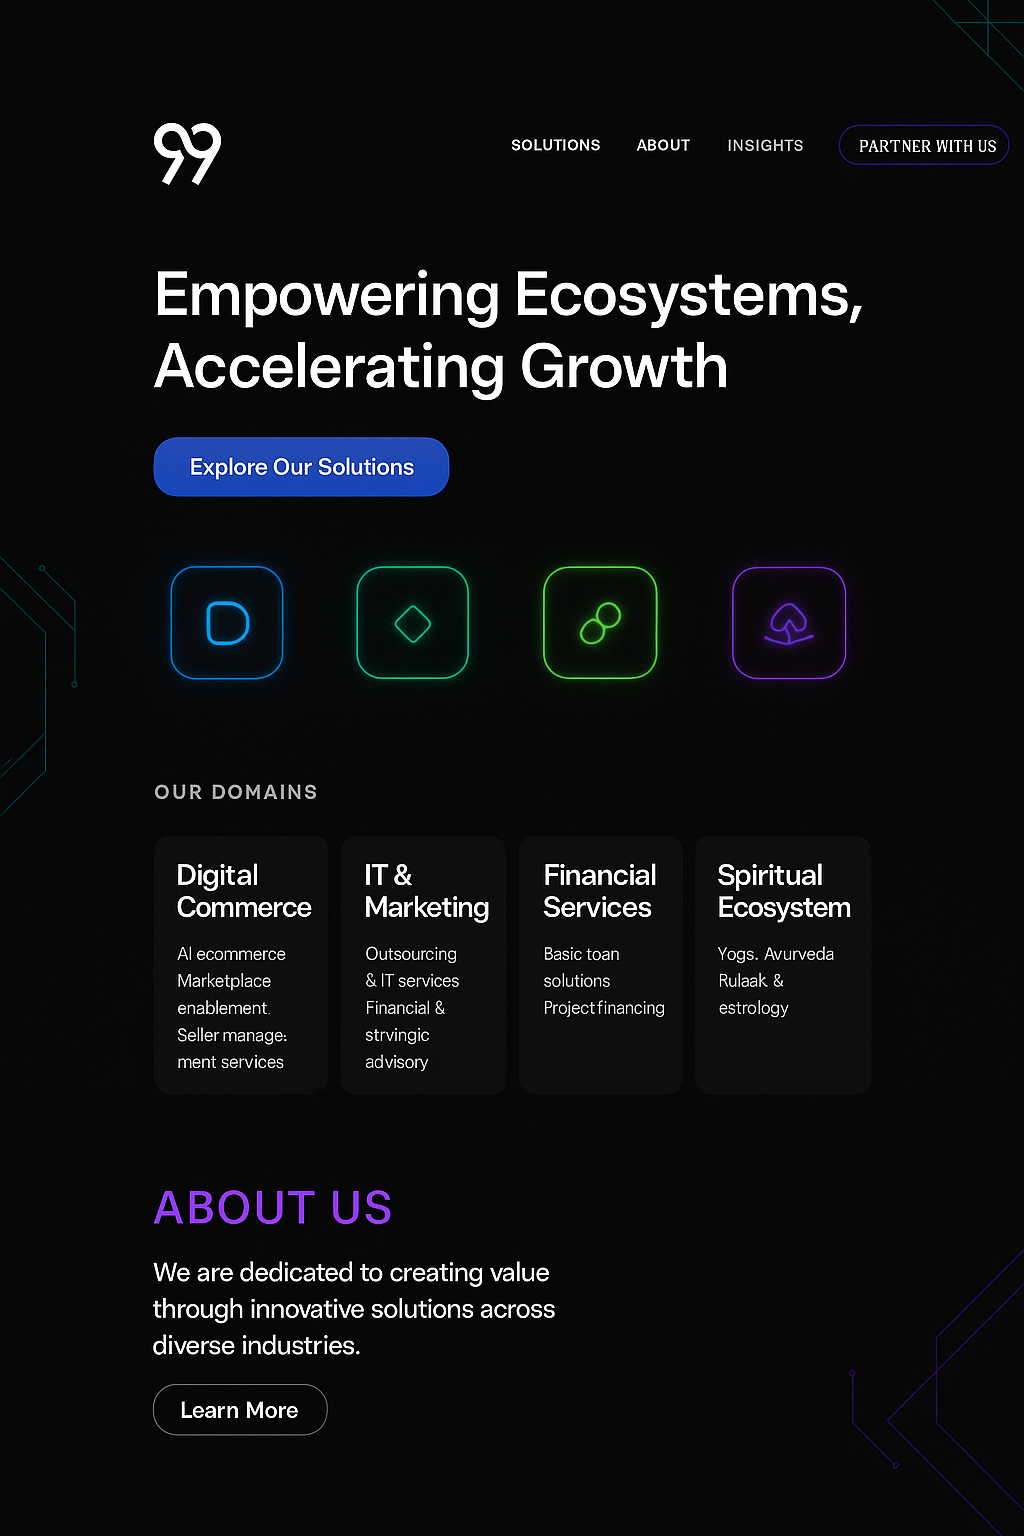 99
SOLUTIONS ABOUT INSIGHTS PARTNER WITH US
Empowering Ecosystems,
Accelerating Growth
Explore Our Solutions
OUR DOMAINS
Digital
Commerce
AI ecommerce
Marketplace
enablement.
Seller manage:
ment services
IT &
Marketing
Outsourcing
& IT services
Financial &
strvingic
advisory
Financial
Services
Basic toan
solutions
Projectfinancing
Spiritual
Ecosystem
Yogs. Avurveda
Rulaak &
estrology
ABOUT US
We are dedicated to creating value
through innovative solutions across
diverse industries.
Learn More